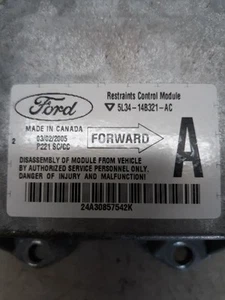 Ford
Restraints Control Module
5L34-14B321-AC
MADE IN CANADA
03/02/2005
P221 SC/CC
FORWARD
A
2
DISASSEMBLY OF MODULE FROM VEHICLE
BY AUTHORIZED SERVICE PERSONNEL ONLY,
DANGER OF INJURY AND MALFUNCTION!
24A30857542K